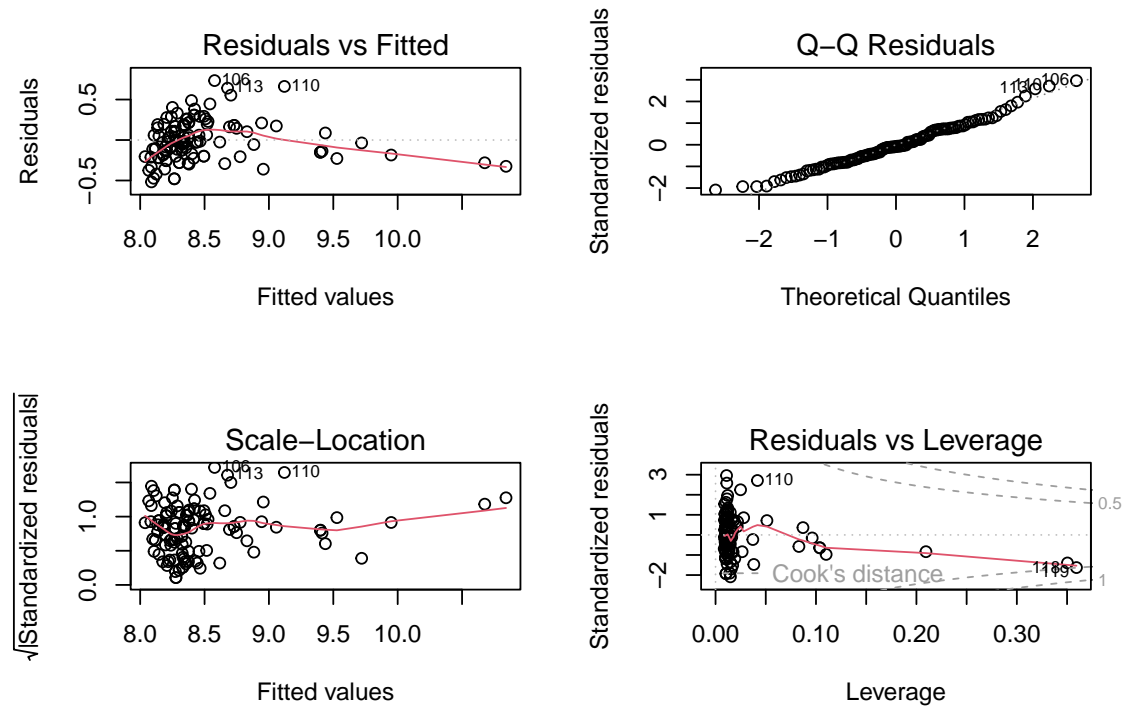 Residuals vs Fitted
Residuals
0.5
−0.5
8.0 8.5 9.0 9.5 10.0
Fitted values
106
113
110
Q−Q Residuals
Standardized residuals
2
0
−2
−2 −1 0 1 2
Theoretical Quantiles
113
110
106
Scale−Location
√|Standardized residuals|
1.0
0.0
8.0 8.5 9.0 9.5 10.0
Fitted values
106
113
110
Residuals vs Leverage
Standardized residuals
3
1
−2
0.00 0.10 0.20 0.30
Leverage
110
118
119
Cook's distance
0.5
1